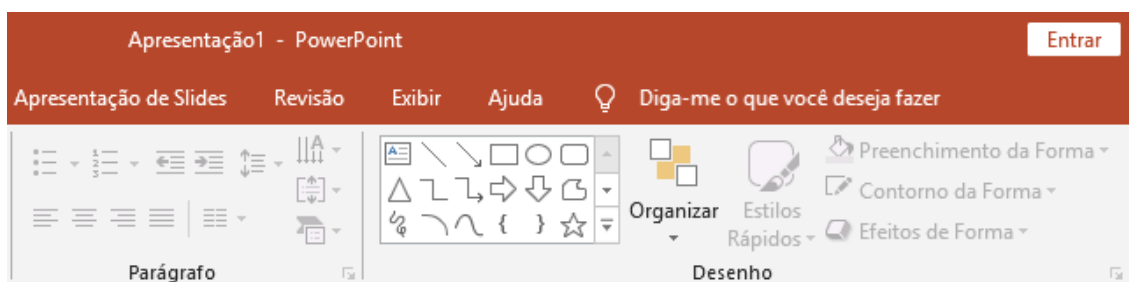 Apresentação1 - PowerPoint
Entrar
Apresentação de Slides Revisão Exibir Ajuda Diga-me o que você deseja fazer
Preenchimento da Forma
Contorno da Forma
Organizar Estilos
Rápidos Efeitos de Forma
Parágrafo Desenho